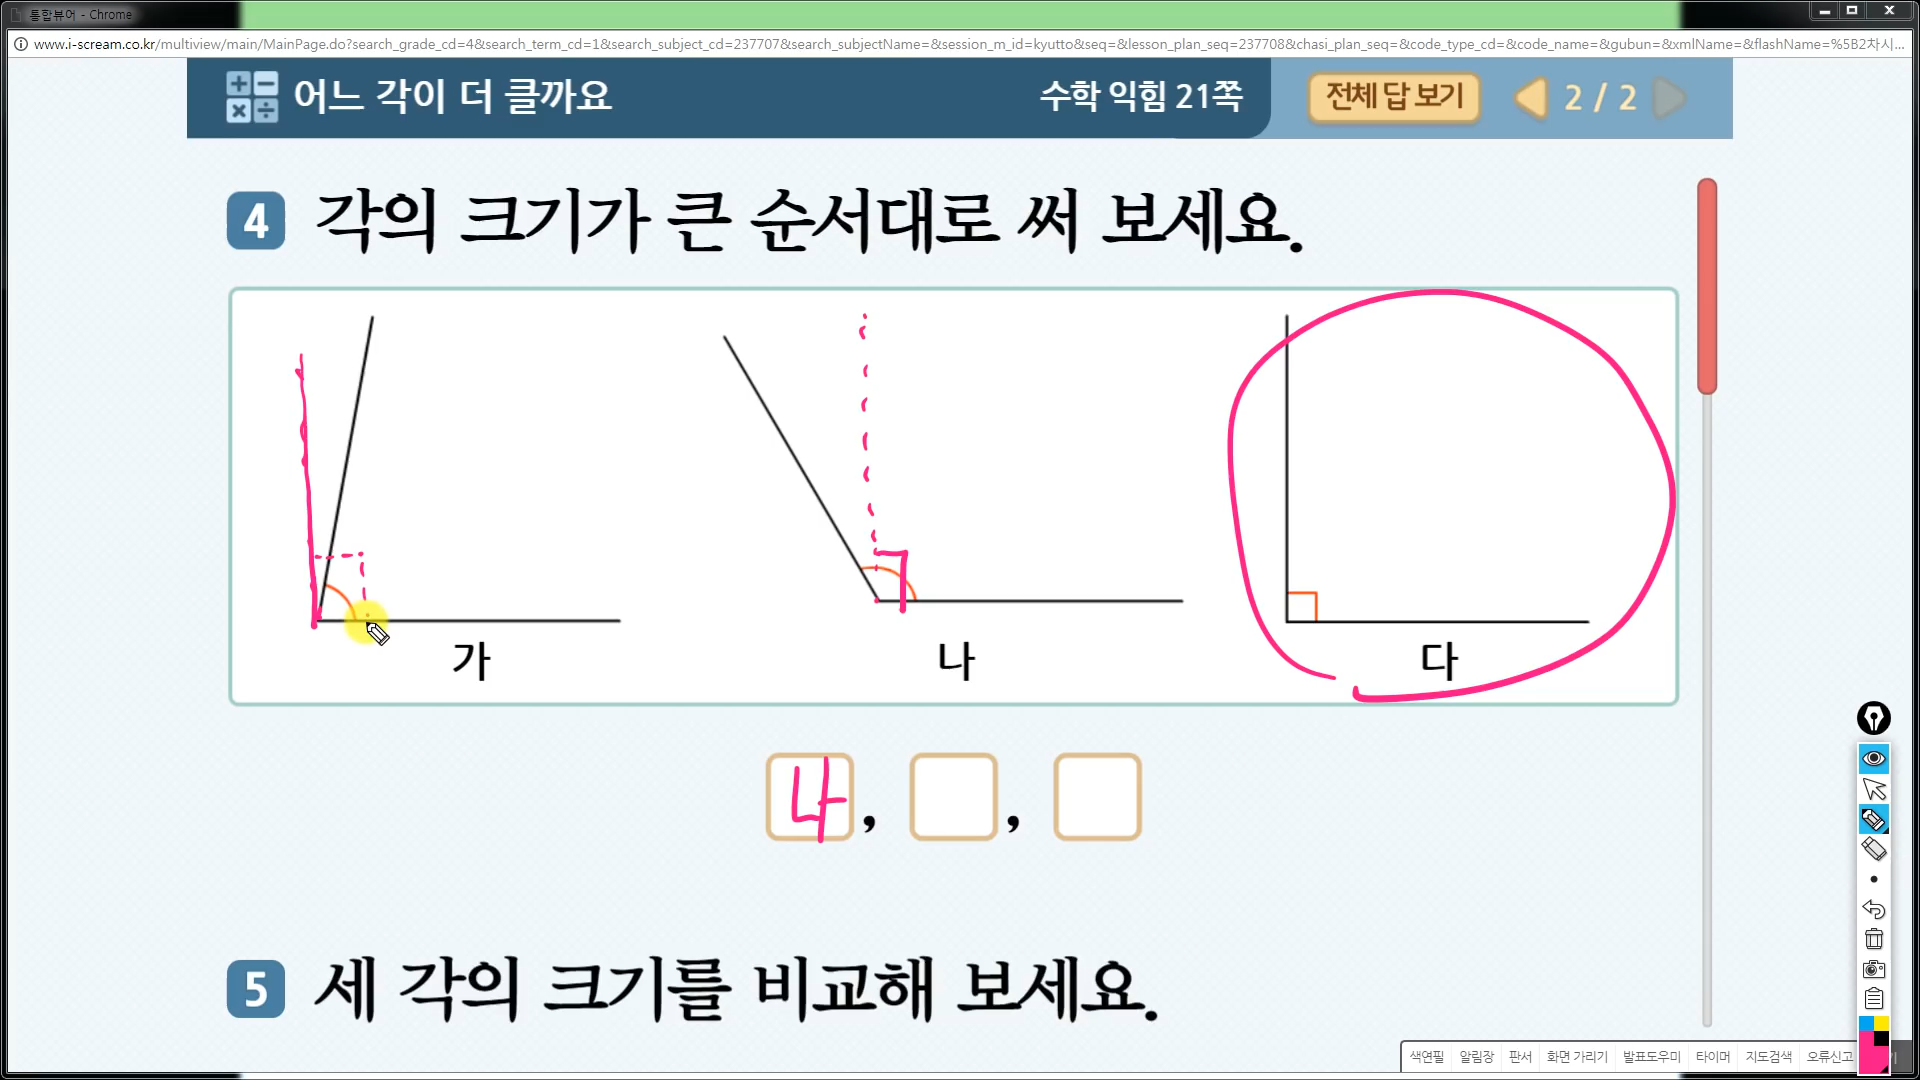 통합뷰어 - Chrome
www.i-scream.co.kr/multiview/main/MainPage.do?search_grade_cd=4&search_term_cd=1&search_subject_cd=237707&search_subjectName=&session_m_id=kyutto&seq=&lesson_plan_seq=237708&chasi_plan_seq=&code_type_cd=&code_name=&gubun=&xmlName=&flashName=%5B2차시...
어느 각이 더 클까요 수학 익힘 21쪽 전체 답 보기 2 / 2
4 각의 크기가 큰 순서대로 써 보세요.
가 나 다
나 , ,
5 세 각의 크기를 비교해 보세요.
색연필 알림장 판서 화면 가리기 발표도우미 타이머 지도검색 오류신고